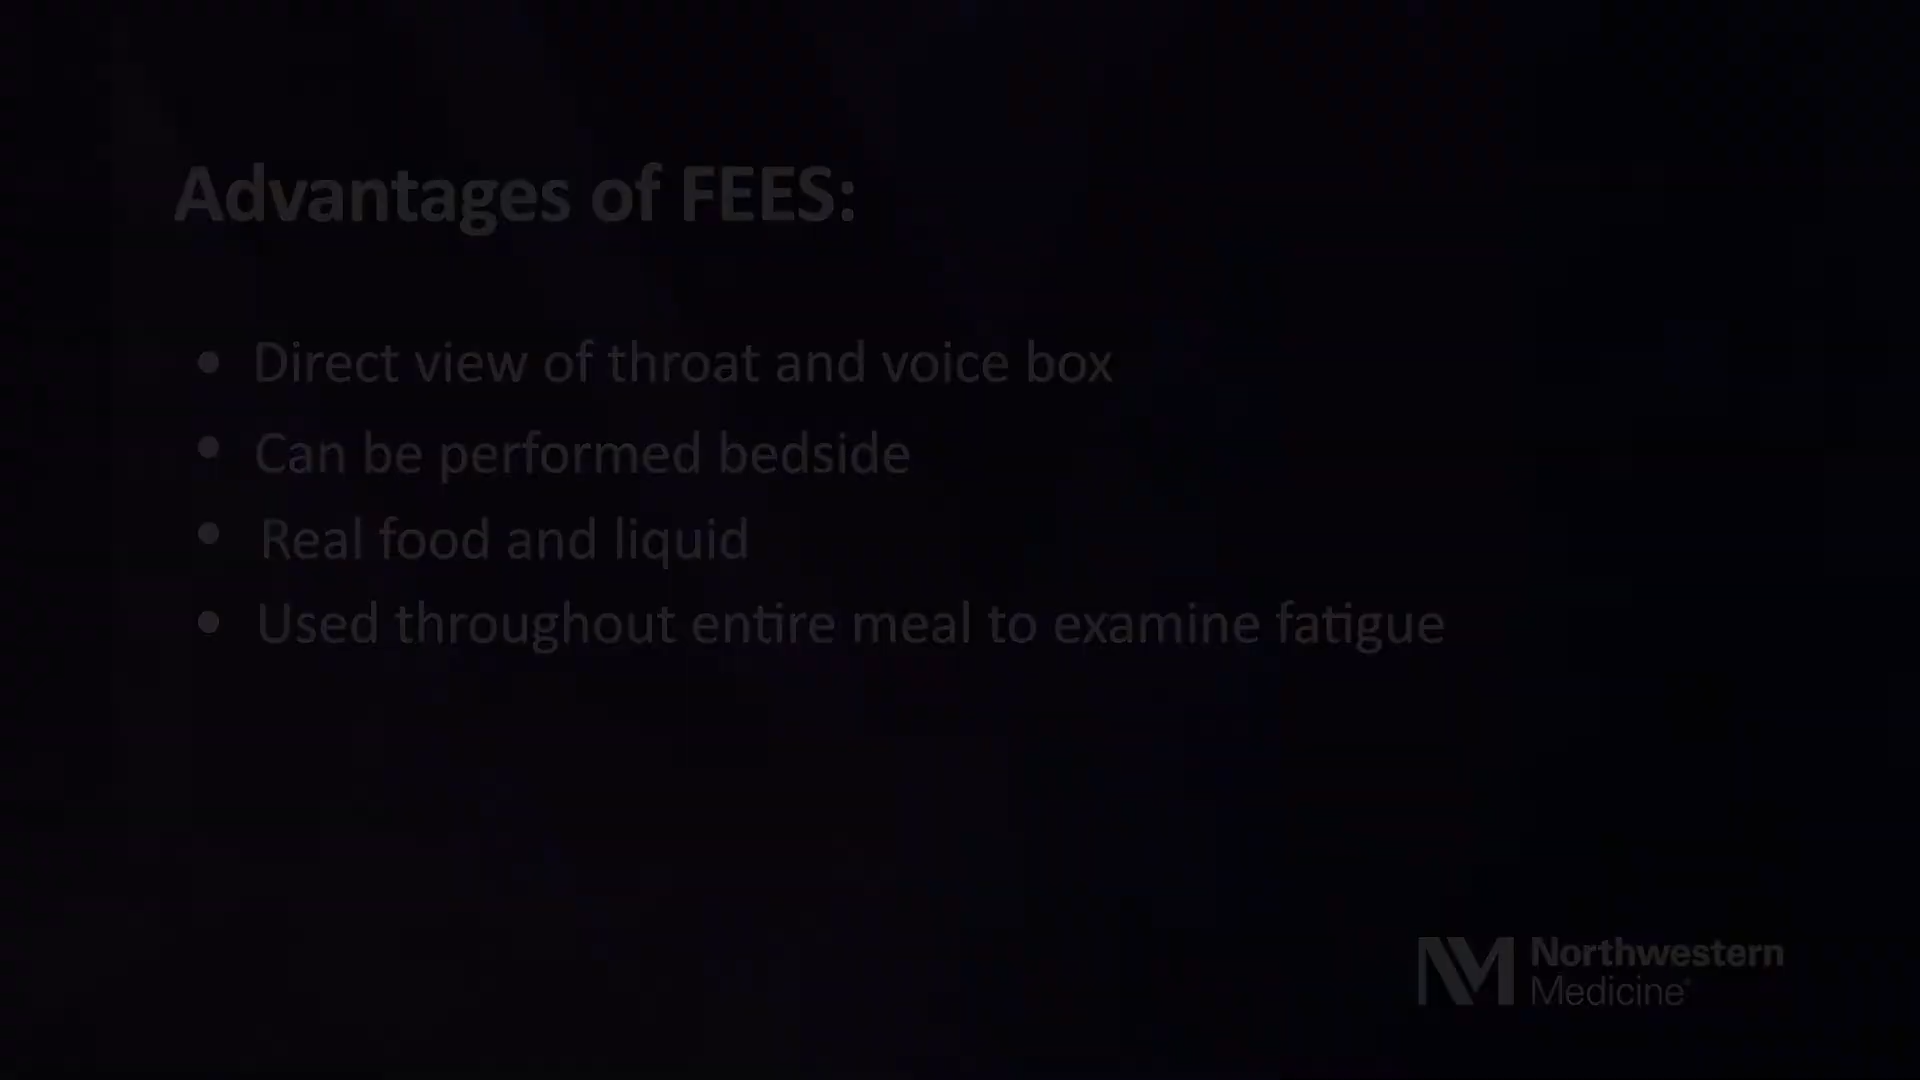 Advantages of FEES:
• Direct view of throat and voice box
• Can be performed bedside
• Real food and liquid
• Used throughout entire meal to examine fatigue
Northwestern
Medicine